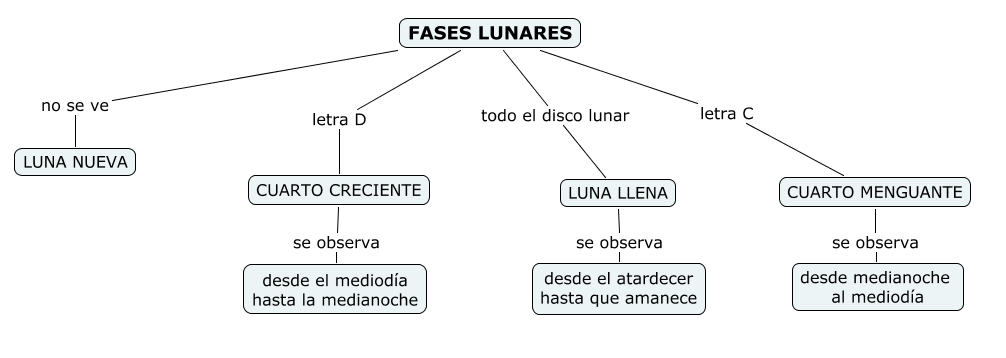 FASES LUNARES
no se ve
letra D
todo el disco lunar
letra C
LUNA NUEVA
CUARTO CRECIENTE
LUNA LLENA
CUARTO MENGUANTE
se observa
se observa
se observa
desde el mediodía
hasta la medianoche
desde el atardecer
hasta que amanece
desde medianoche
al mediodía